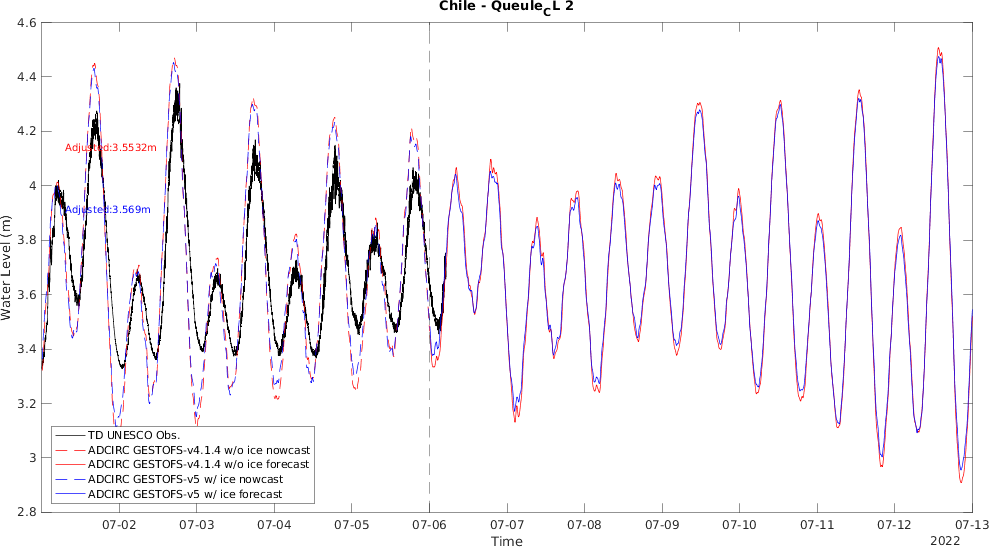 Chile - Queule_CL 2
4.6
4.4
4.2
4
3.8
3.6
3.4
3.2
3
2.8
Water Level (m)
Adjusted:3.5532m
Adjusted:3.569m
TD UNESCO Obs.
ADCIRC GESTOFS-v4.1.4 w/o ice nowcast
ADCIRC GESTOFS-v4.1.4 w/o ice forecast
ADCIRC GESTOFS-v5 w/ ice nowcast
ADCIRC GESTOFS-v5 w/ ice forecast
07-02 07-03 07-04 07-05 07-06 07-07 07-08 07-09 07-10 07-11 07-12 07-13
Time
2022